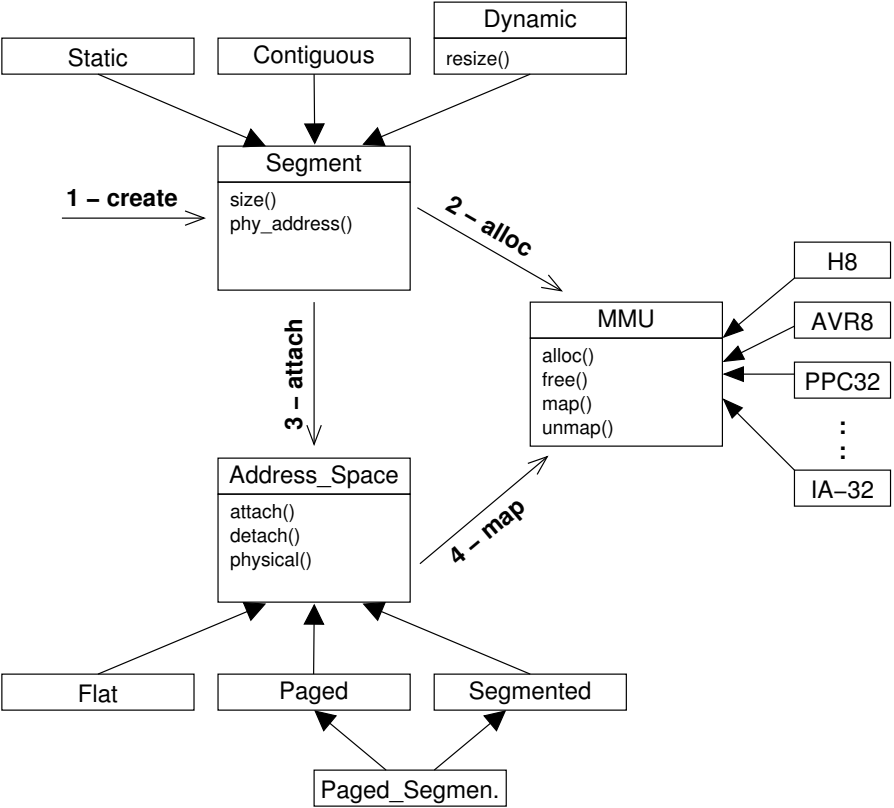 Dynamic
Static
Contiguous
resize()
Segment
1 – create
size()
phy_address()
2 – alloc
H8
MMU
AVR8
alloc()
free()
map()
unmap()
PPC32
3 – attach
:
:
IA–32
Address_Space
attach()
detach()
physical()
4 – map
Flat
Paged
Segmented
Paged_Segmen.